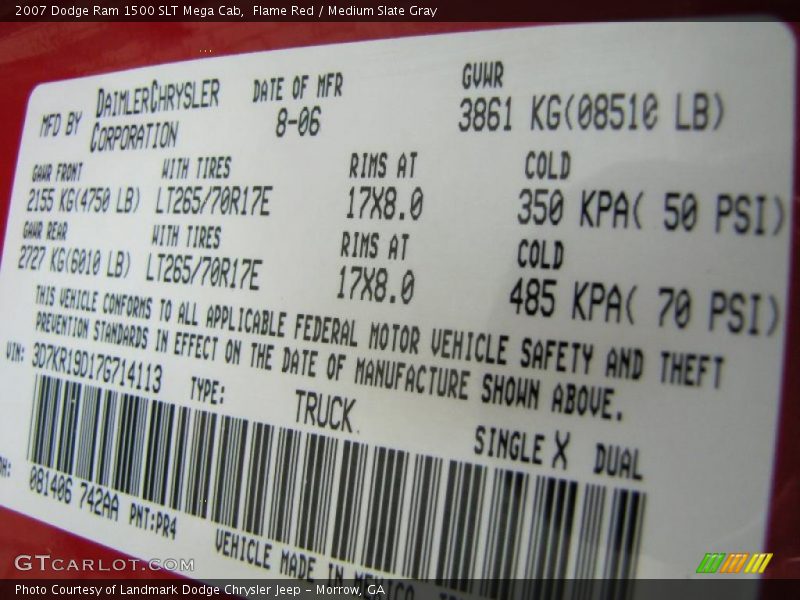 2007 Dodge Ram 1500 SLT Mega Cab,  Flame Red / Medium Slate Gray
MFD BY DAIMLERCHRYSLER CORPORATION
DATE OF MFR 8-06
GVWR 3861 KG(08510 LB)
GAWR FRONT WITH TIRES RIMS AT COLD
2155 KG(4750 LB) LT265/70R17E 17X8.0 350 KPA( 50 PSI)
GAWR REAR WITH TIRES RIMS AT COLD
2727 KG(6010 LB) LT265/70R17E 17X8.0 485 KPA( 70 PSI)
THIS VEHICLE CONFORMS TO ALL APPLICABLE FEDERAL MOTOR VEHICLE SAFETY AND THEFT
PREVENTION STANDARDS IN EFFECT ON THE DATE OF MANUFACTURE SHOWN ABOVE.
VIN: 3D7KR19D17G714113 TYPE: TRUCK
SINGLE X DUAL
081406 742AA PNT:PR4
VEHICLE MADE IN MEXICO
GTCARLOT.COM
Photo Courtesy of Landmark Dodge Chrysler Jeep - Morrow, GA